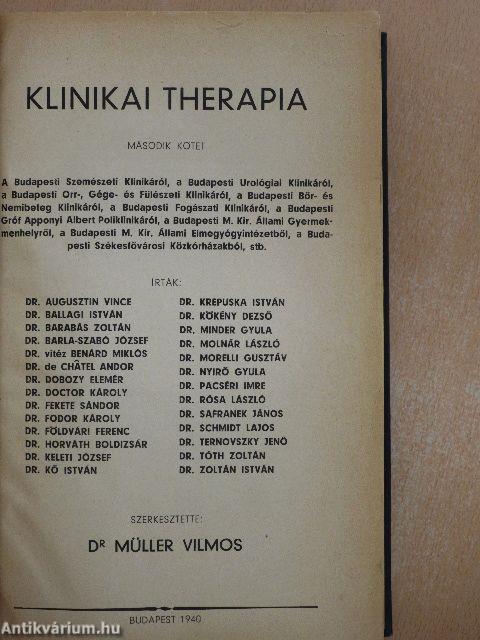 KLINIKAI THERAPIA
MÁSODIK KÖTET
A Budapesti Szemészeti Klinikáról, a Budapesti Urológiai Klinikáról,
a Budapesti Orr-, Gége- és Fülészeti Klinikáról, a Budapesti Bőr- és
Nemibeteg Klinikáról, a Budapesti Fogászati Klinikáról, a Budapesti
Gróf Apponyi Albert Poliklinikáról, a Budapesti M. Kir. Állami Gyermek-
menhelyről, a Budapesti M. Kir. Állami Elmegyógyintézetből, a Buda-
pesti Székesfővárosi Közkórházakból, stb.
ÍRTÁK:
DR. AUGUSZTIN VINCE
DR. BALLAGI ISTVÁN
DR. BARABÁS ZOLTÁN
DR. BARLA-SZABÓ JÓZSEF
DR. vitéz BENÁRD MIKLÓS
DR. de CHÂTEL ANDOR
DR. DOBOZY ELEMÉR
DR. DOCTOR KÁROLY
DR. FEKETE SÁNDOR
DR. FODOR KÁROLY
DR. FÖLDVÁRI FERENC
DR. HORVÁTH BOLDIZSÁR
DR. KELETI JÓZSEF
DR. KŐ ISTVÁN
DR. KREPUSKA ISTVÁN
DR. KÖKÉNY DEZSŐ
DR. MINDER GYULA
DR. MOLNÁR LÁSZLÓ
DR. MORELLI GUSZTÁV
DR. NYIRŐ GYULA
DR. PACSÉRI IMRE
DR. RÓSA LÁSZLÓ
DR. SAFRANEK JÁNOS
DR. SCHMIDT LAJOS
DR. TERNOVSZKY JENŐ
DR. TÓTH ZOLTÁN
DR. ZOLTÁN ISTVÁN
SZERKESZTETTE:
DR MÜLLER VILMOS
BUDAPEST 1940
Antikvárium.hu